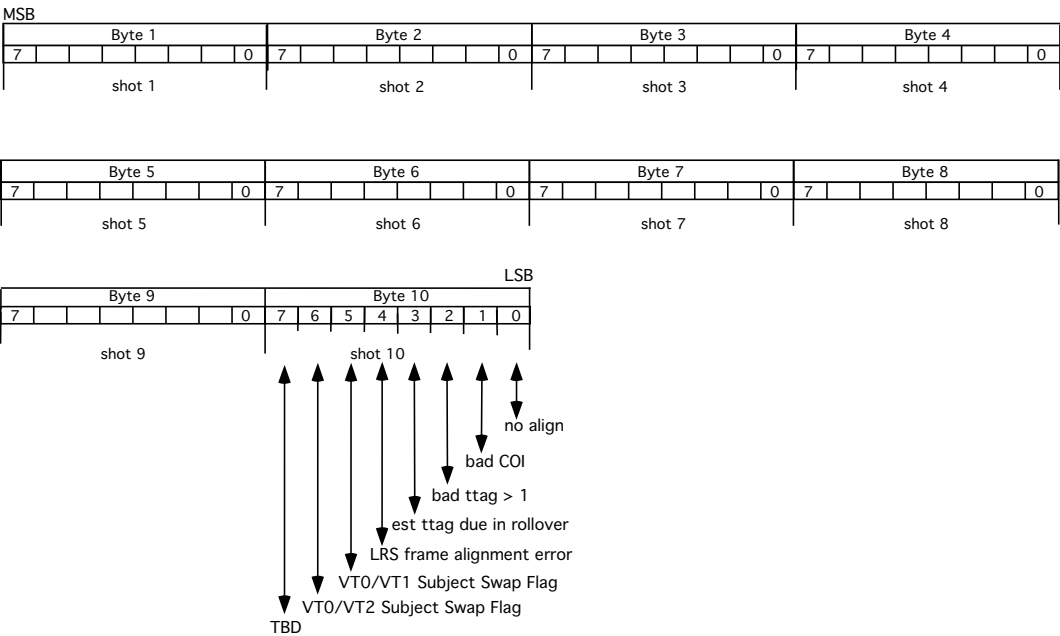 MSB
Byte 1 Byte 2 Byte 3 Byte 4
7 0 7 0 7 0 7 0
shot 1 shot 2 shot 3 shot 4
Byte 5 Byte 6 Byte 7 Byte 8
7 0 7 0 7 0 7 0
shot 5 shot 6 shot 7 shot 8
LSB
Byte 9 Byte 10
7 0 7 6 5 4 3 2 1 0
shot 9 shot 10
no align
bad COI
bad ttag > 1
est ttag due in rollover
LRS frame alignment error
VT0/VT1 Subject Swap Flag
VT0/VT2 Subject Swap Flag
TBD